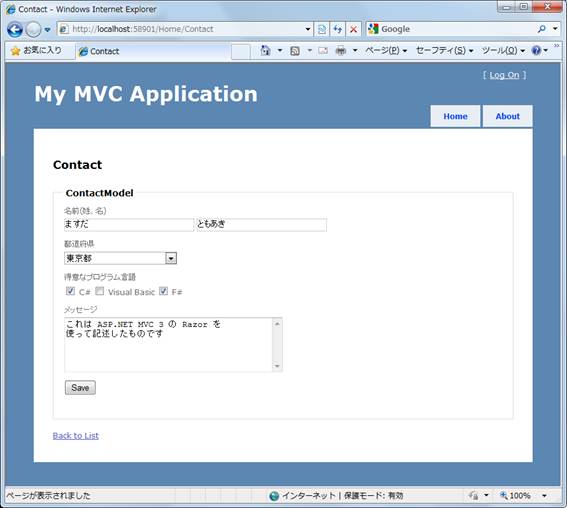 Contact - Windows Internet Explorer
http://localhost:58901/Home/Contact
Google
お気に入り
Contact
ページ(P)
セーフティ(S)
ツール(O)
[ Log On ]
My MVC Application
Home
About
Contact
ContactModel
名前(姓、名)
ますだ ともあき
都道府県
東京都
得意なプログラム言語
C# Visual Basic F#
メッセージ
これは ASP.NET MVC 3 の Razor を
使って記述したものです
Save
Back to List
ページが表示されました
インターネット | 保護モード: 有効
100%